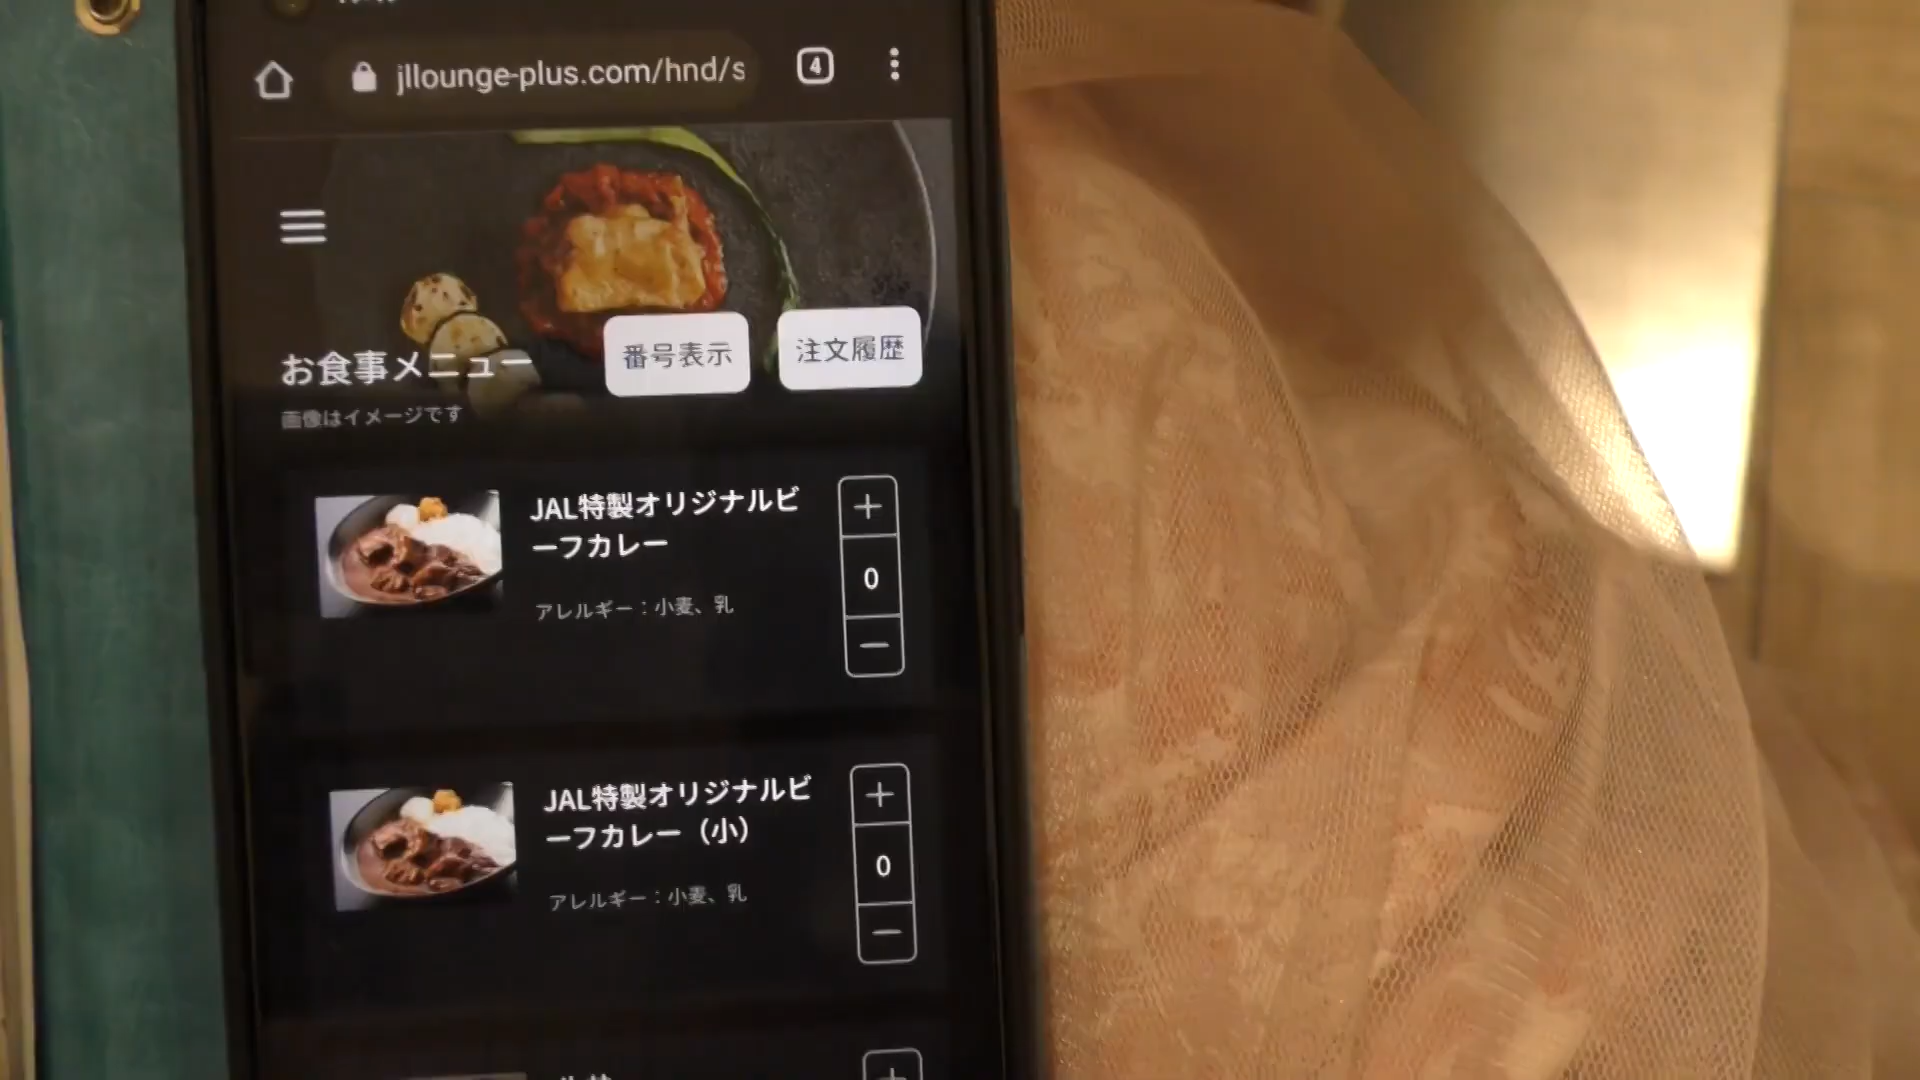 jllounge-plus.com/hnd/s
4
お食事メニュー
番号表示
注文履歴
画像はイメージです
JAL特製オリジナルビ
ーフカレー
アレルギー：小麦、乳
+
0
−
JAL特製オリジナルビ
ーフカレー（小）
アレルギー：小麦、乳
+
0
−